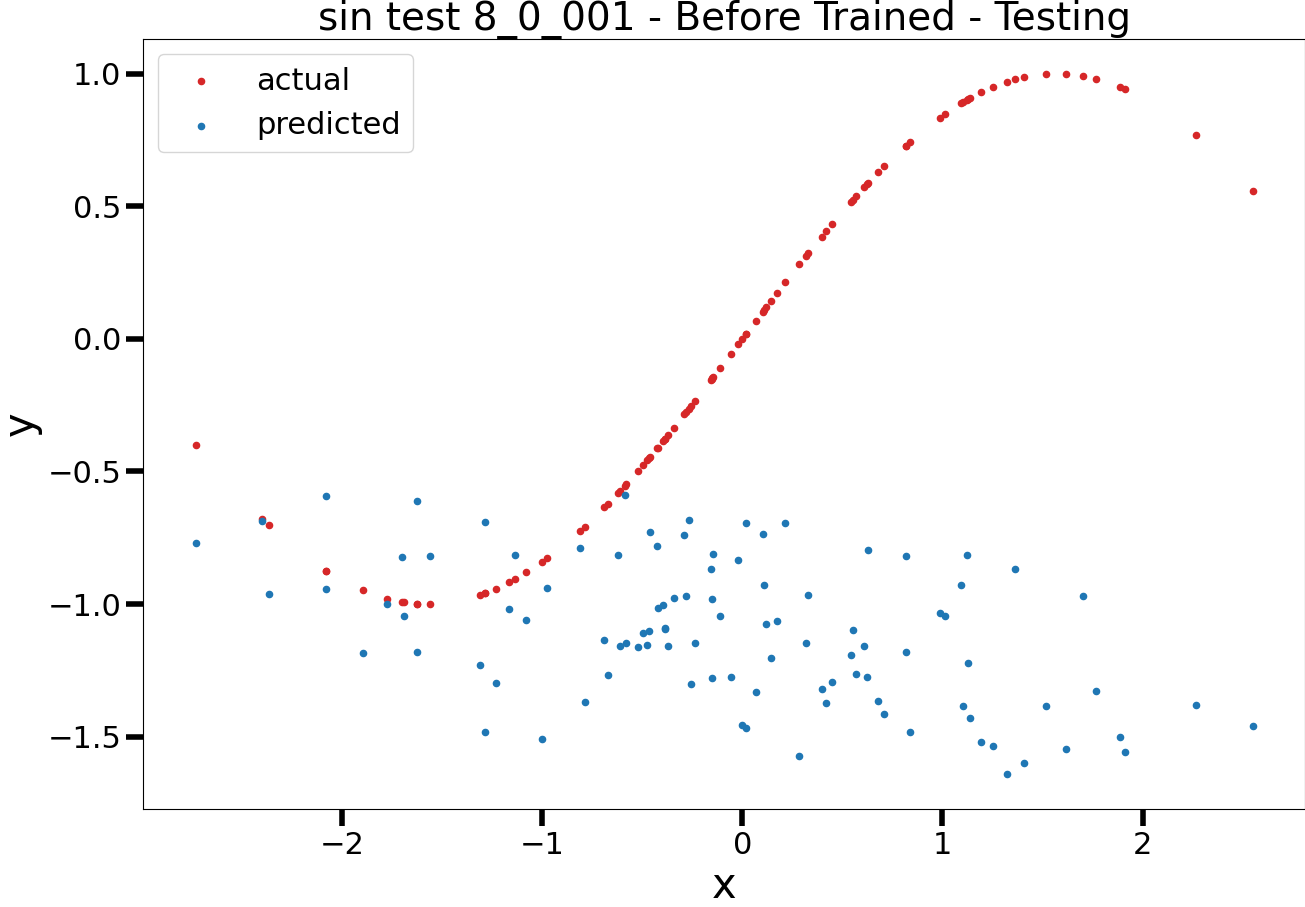 sin test 8_0_001 - Before Trained - Testing
actual
predicted
1.0
0.5
0.0
−0.5
−1.0
−1.5
y
−2 −1 0 1 2
x